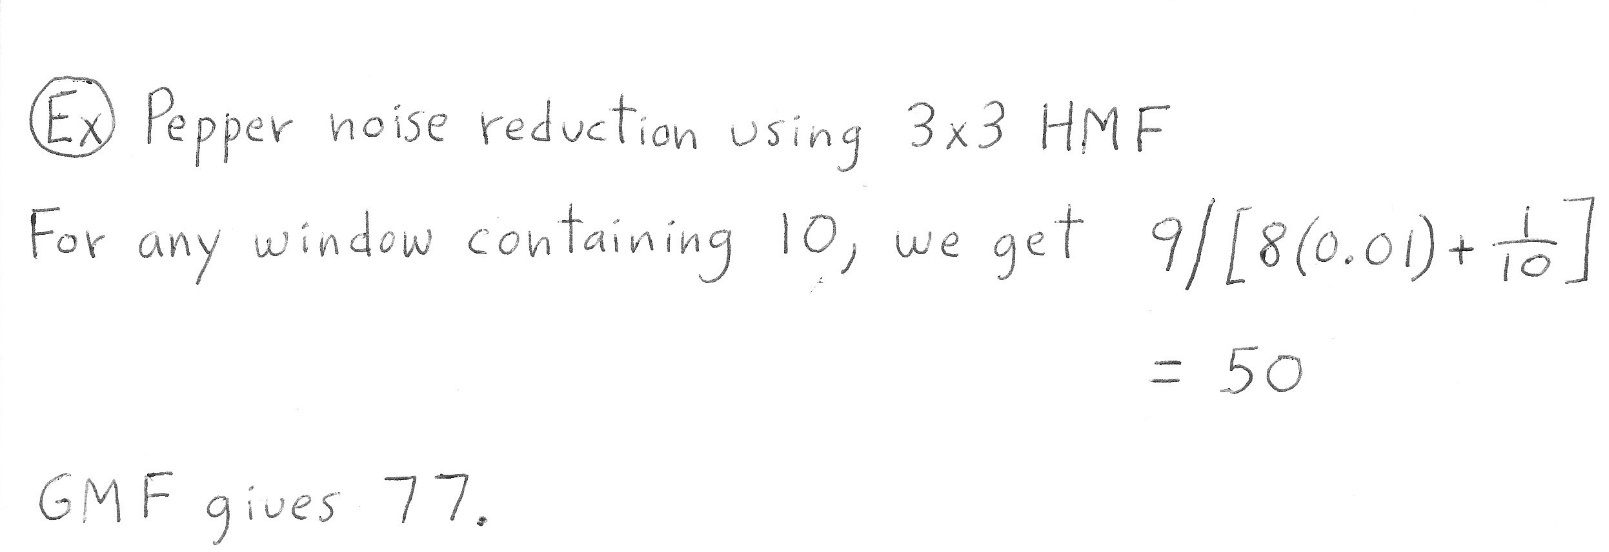 Ex Pepper noise reduction using 3x3 HMF
For any window containing 10, we get 9/[8(0.01)+ 1/10]
= 50
GMF gives 77.